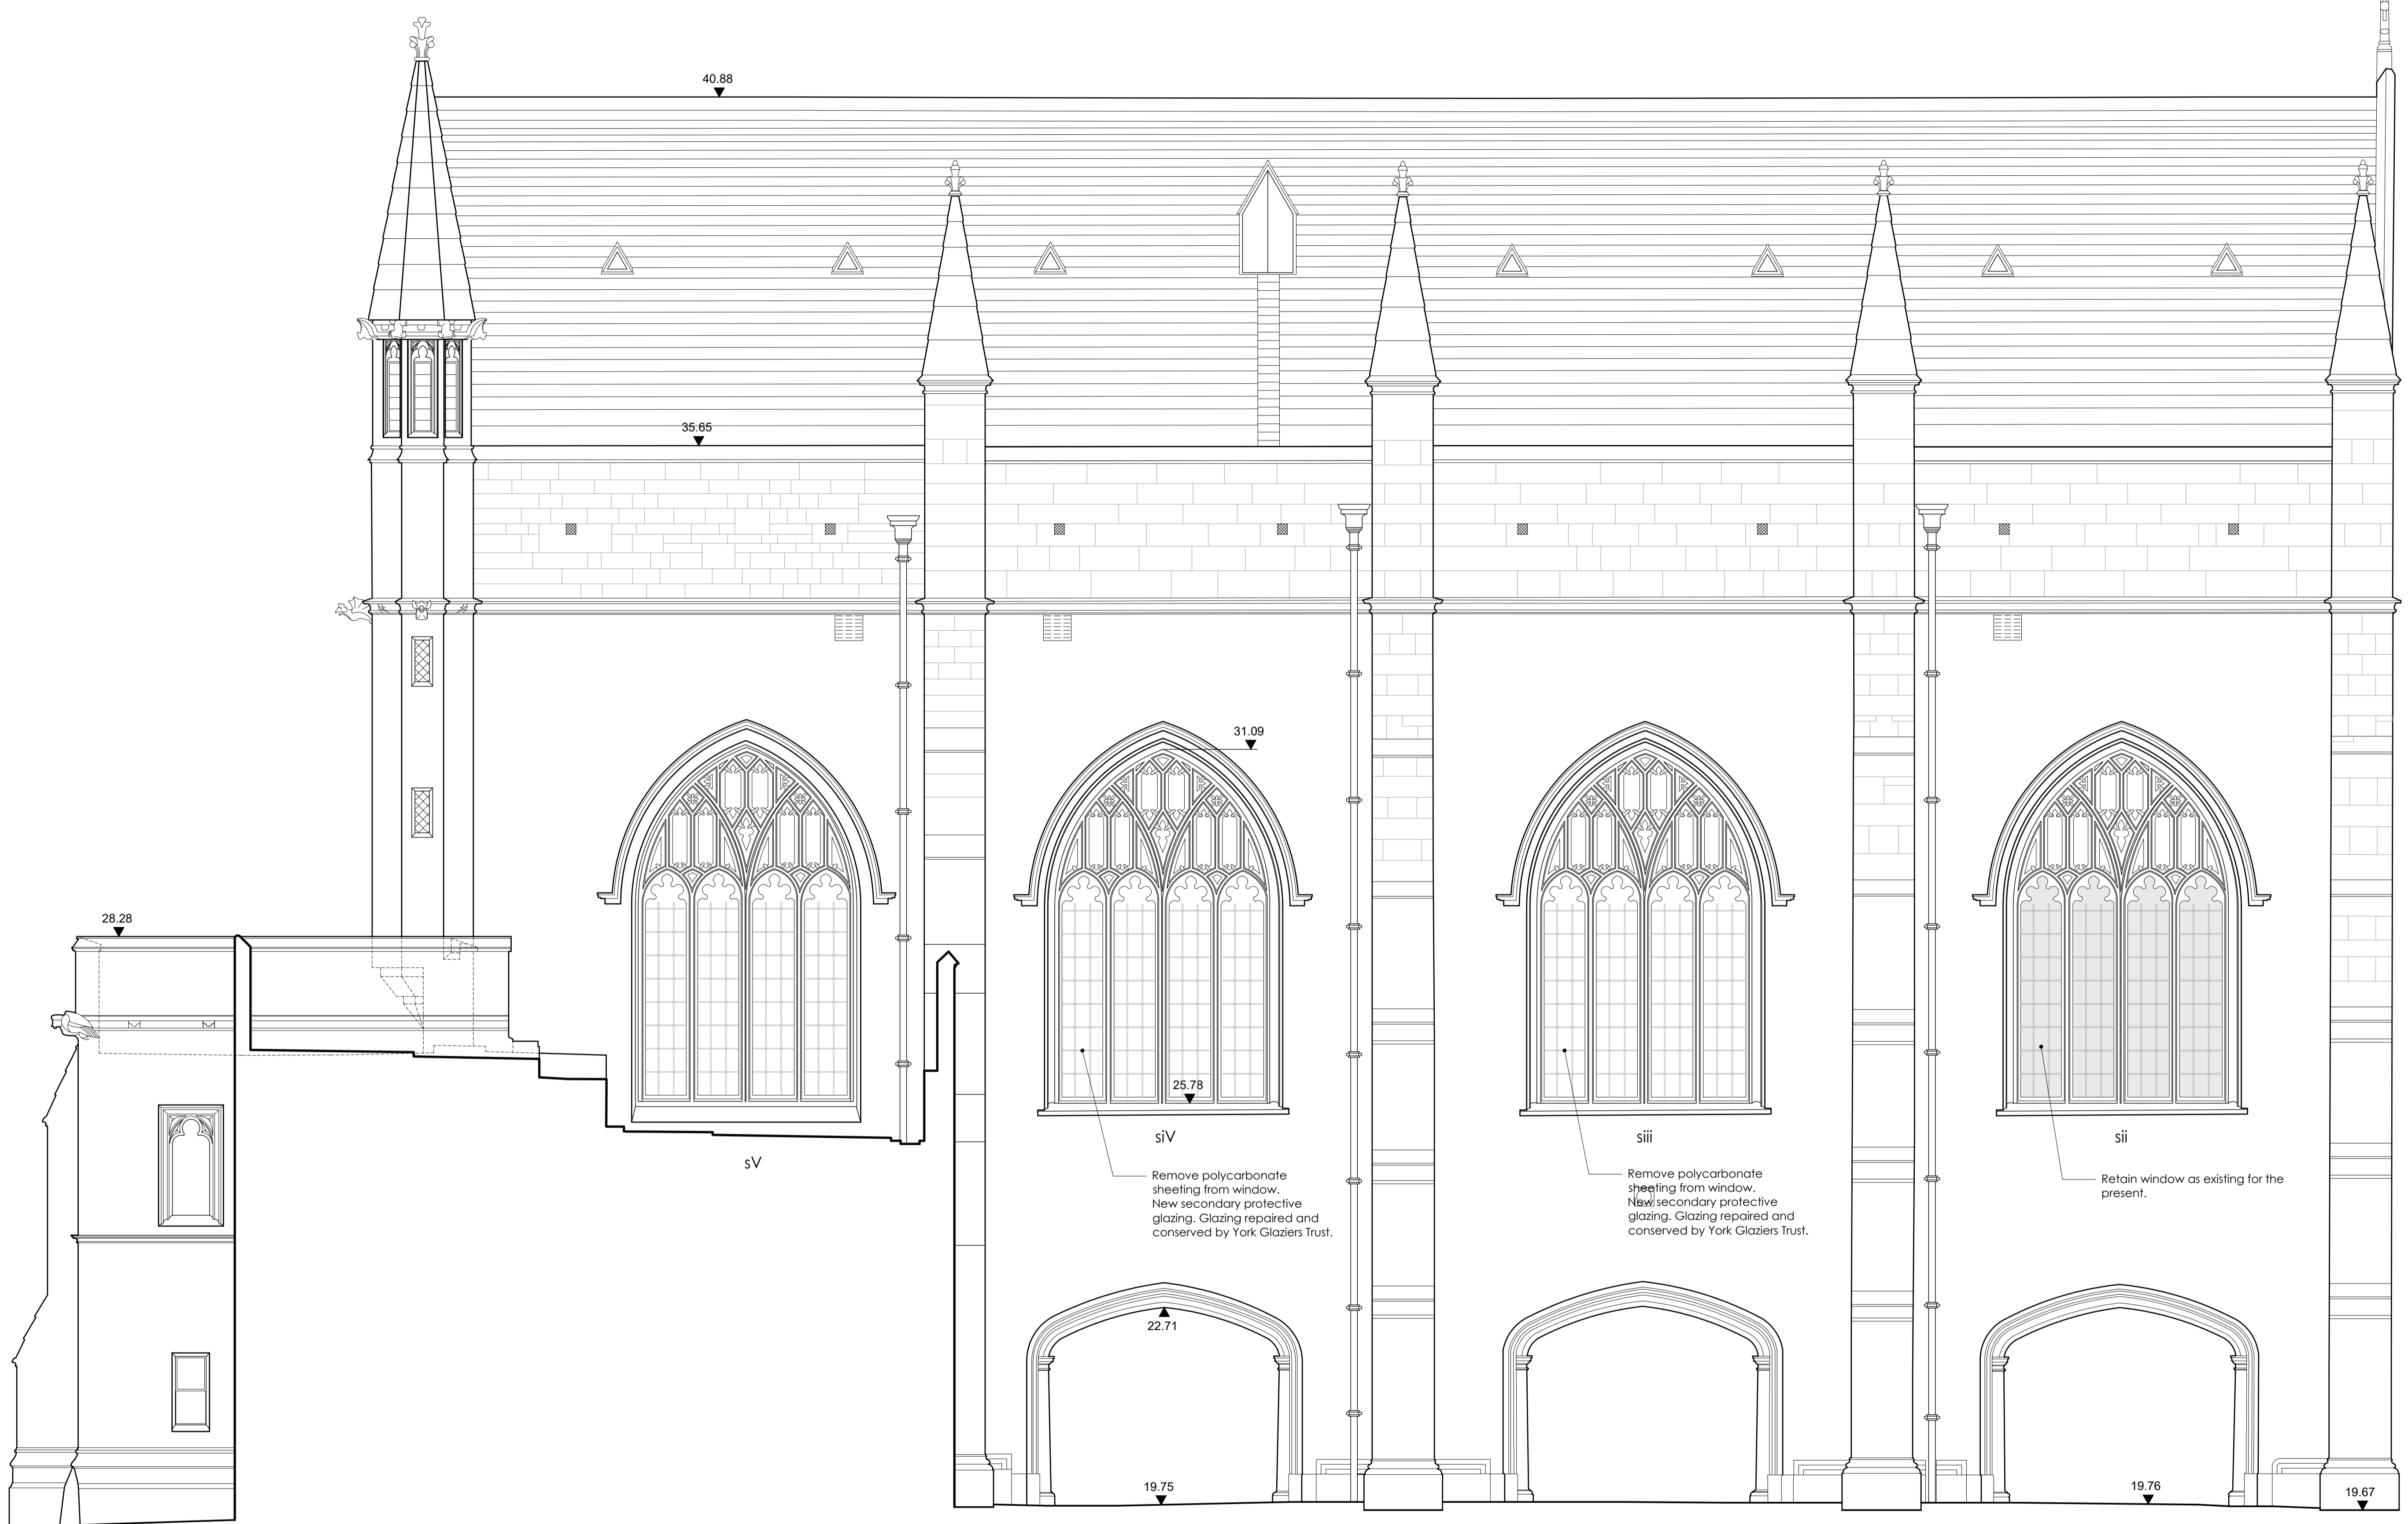 40.88
35.65
31.09
28.28
25.78
siV
siii
sii
sV
Remove polycarbonate
sheeting from window.
New secondary protective
glazing. Glazing repaired and
conserved by York Glaziers Trust.
Remove polycarbonate
sheeting from window.
New secondary protective
glazing. Glazing repaired and
conserved by York Glaziers Trust.
Retain window as existing for the
present.
22.71
19.75
19.76
19.67